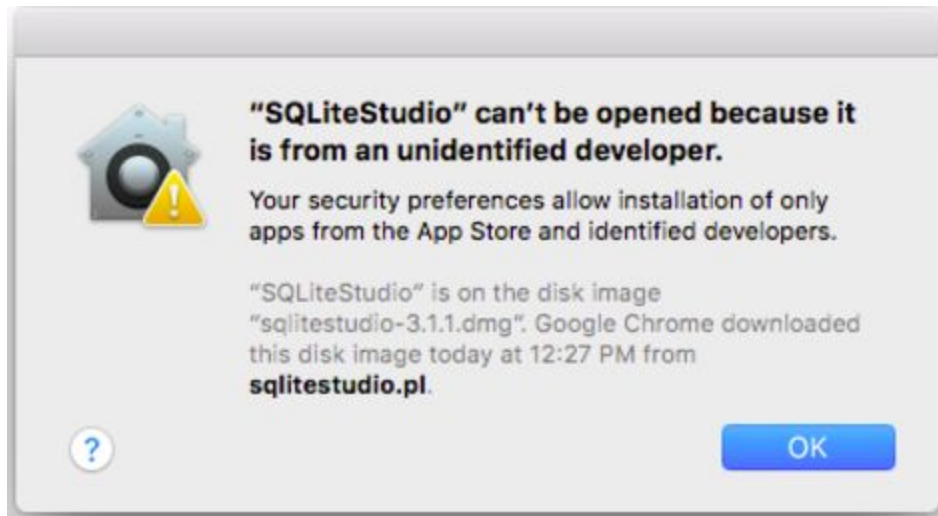 “SQLiteStudio” can’t be opened because it
is from an unidentified developer.
Your security preferences allow installation of only
apps from the App Store and identified developers.
“SQLiteStudio” is on the disk image
“sqlitestudio-3.1.1.dmg”. Google Chrome downloaded
this disk image today at 12:27 PM from
sqlitestudio.pl.
?
OK